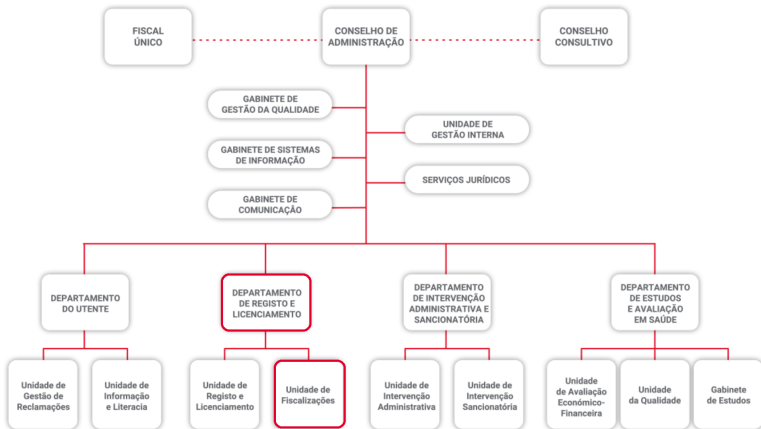 FISCAL
ÚNICO
CONSELHO DE
ADMINISTRAÇÃO
CONSELHO
CONSULTIVO
GABINETE DE
GESTÃO DA QUALIDADE
UNIDADE DE
GESTÃO INTERNA
GABINETE DE SISTEMAS
DE INFORMAÇÃO
SERVIÇOS JURÍDICOS
GABINETE DE
COMUNICAÇÃO
DEPARTAMENTO
DO UTENTE
DEPARTAMENTO
DE REGISTO E
LICENCIAMENTO
DEPARTAMENTO
DE INTERVENÇÃO
ADMINISTRATIVA E
SANCIONATÓRIA
DEPARTAMENTO
DE ESTUDOS
E AVALIAÇÃO
EM SAÚDE
Unidade de
Gestão de
Reclamações
Unidade de
Informação
e Literacia
Unidade de
Registo e
Licenciamento
Unidade de
Fiscalizações
Unidade de
Intervenção
Administrativa
Unidade de
Intervenção
Sancionatória
Unidade
de Avaliação
Económico-
Financeira
Unidade
da Qualidade
Gabinete
de Estudos